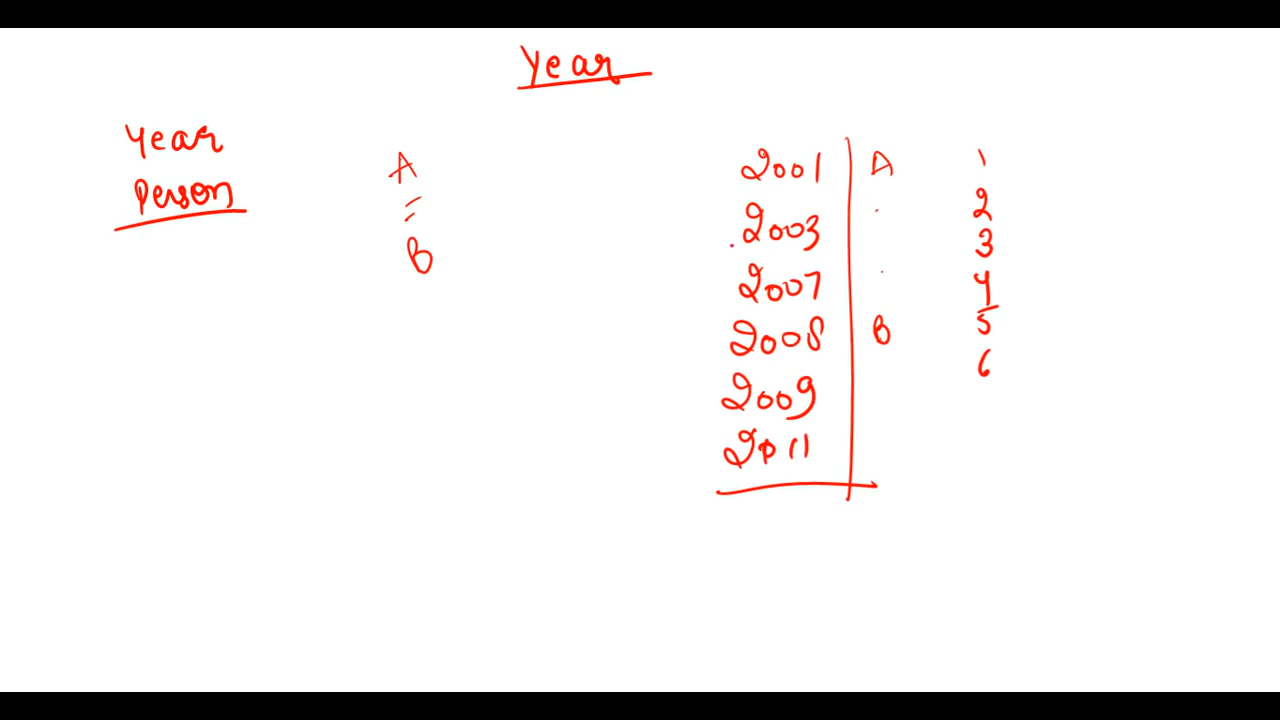 Year
Year
Person
A
=
B
2001 A 1
2003 2
2007 3
2008 B 4
2009 5
2011 6